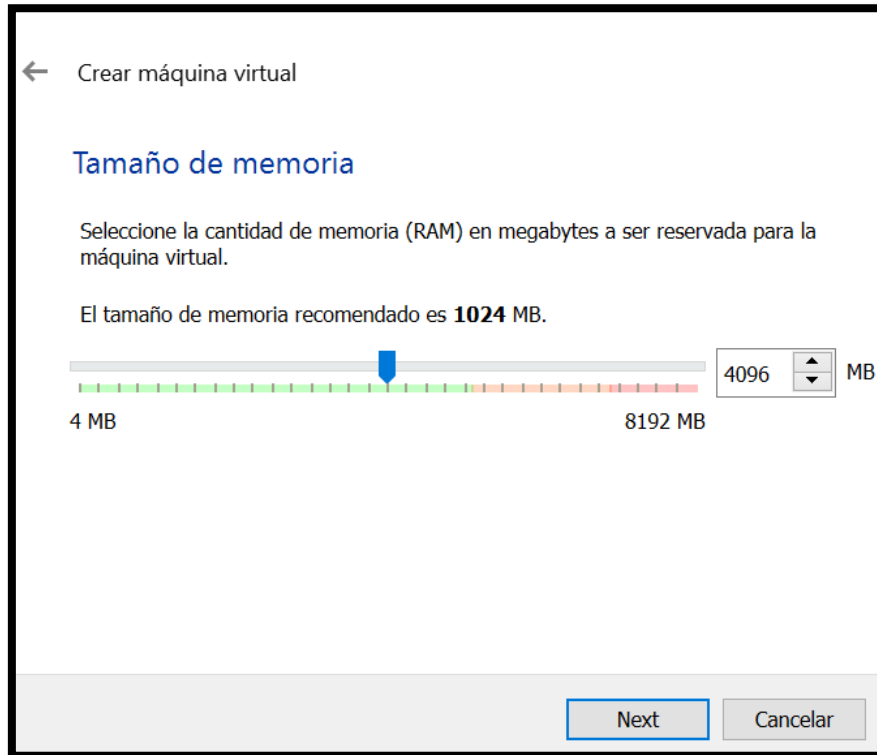 Crear máquina virtual
Tamaño de memoria
Seleccione la cantidad de memoria (RAM) en megabytes a ser reservada para la
máquina virtual.
El tamaño de memoria recomendado es 1024 MB.
4096 MB
4 MB 8192 MB
Next Cancelar